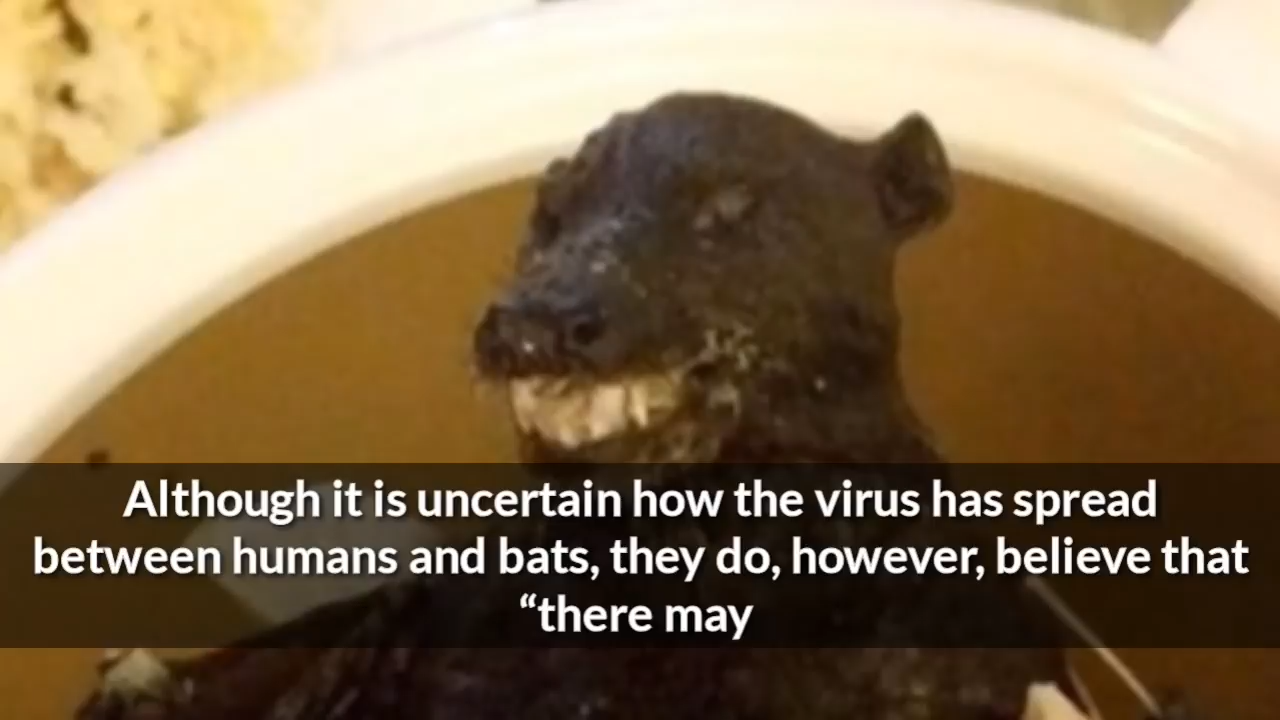 Although it is uncertain how the virus has spread
between humans and bats, they do, however, believe that
“there may